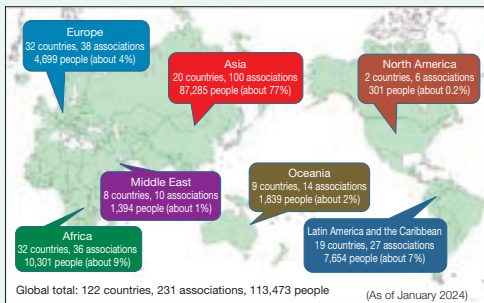 Europe
32 countries, 38 associations
4,699 people (about 4%)
Asia
20 countries, 100 associations
87,285 people (about 77%)
North America
2 countries, 6 associations
301 people (about 0.2%)
Middle East
8 countries, 10 associations
1,394 people (about 1%)
Oceania
9 countries, 14 associations
1,839 people (about 2%)
Africa
32 countries, 36 associations
10,301 people (about 9%)
Latin America and the Caribbean
19 countries, 27 associations
7,654 people (about 7%)
Global total: 122 countries, 231 associations, 113,473 people
(As of January 2024)